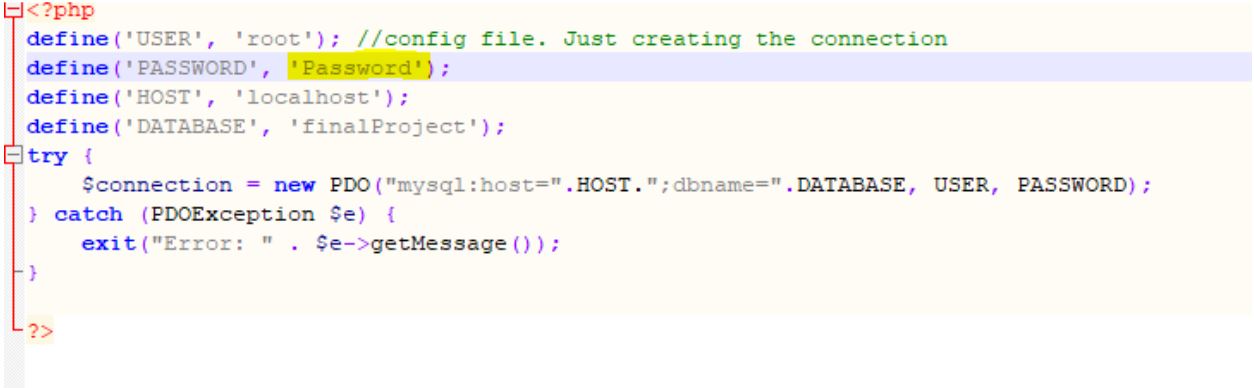 <?php
define('USER', 'root'); //config file. Just creating the connection
define('PASSWORD', 'Password');
define('HOST', 'localhost');
define('DATABASE', 'finalProject');
try {
    $connection = new PDO("mysql:host=".HOST.";dbname=".DATABASE, USER, PASSWORD);
} catch (PDOException $e) {
    exit("Error: " . $e->getMessage());
}
?>